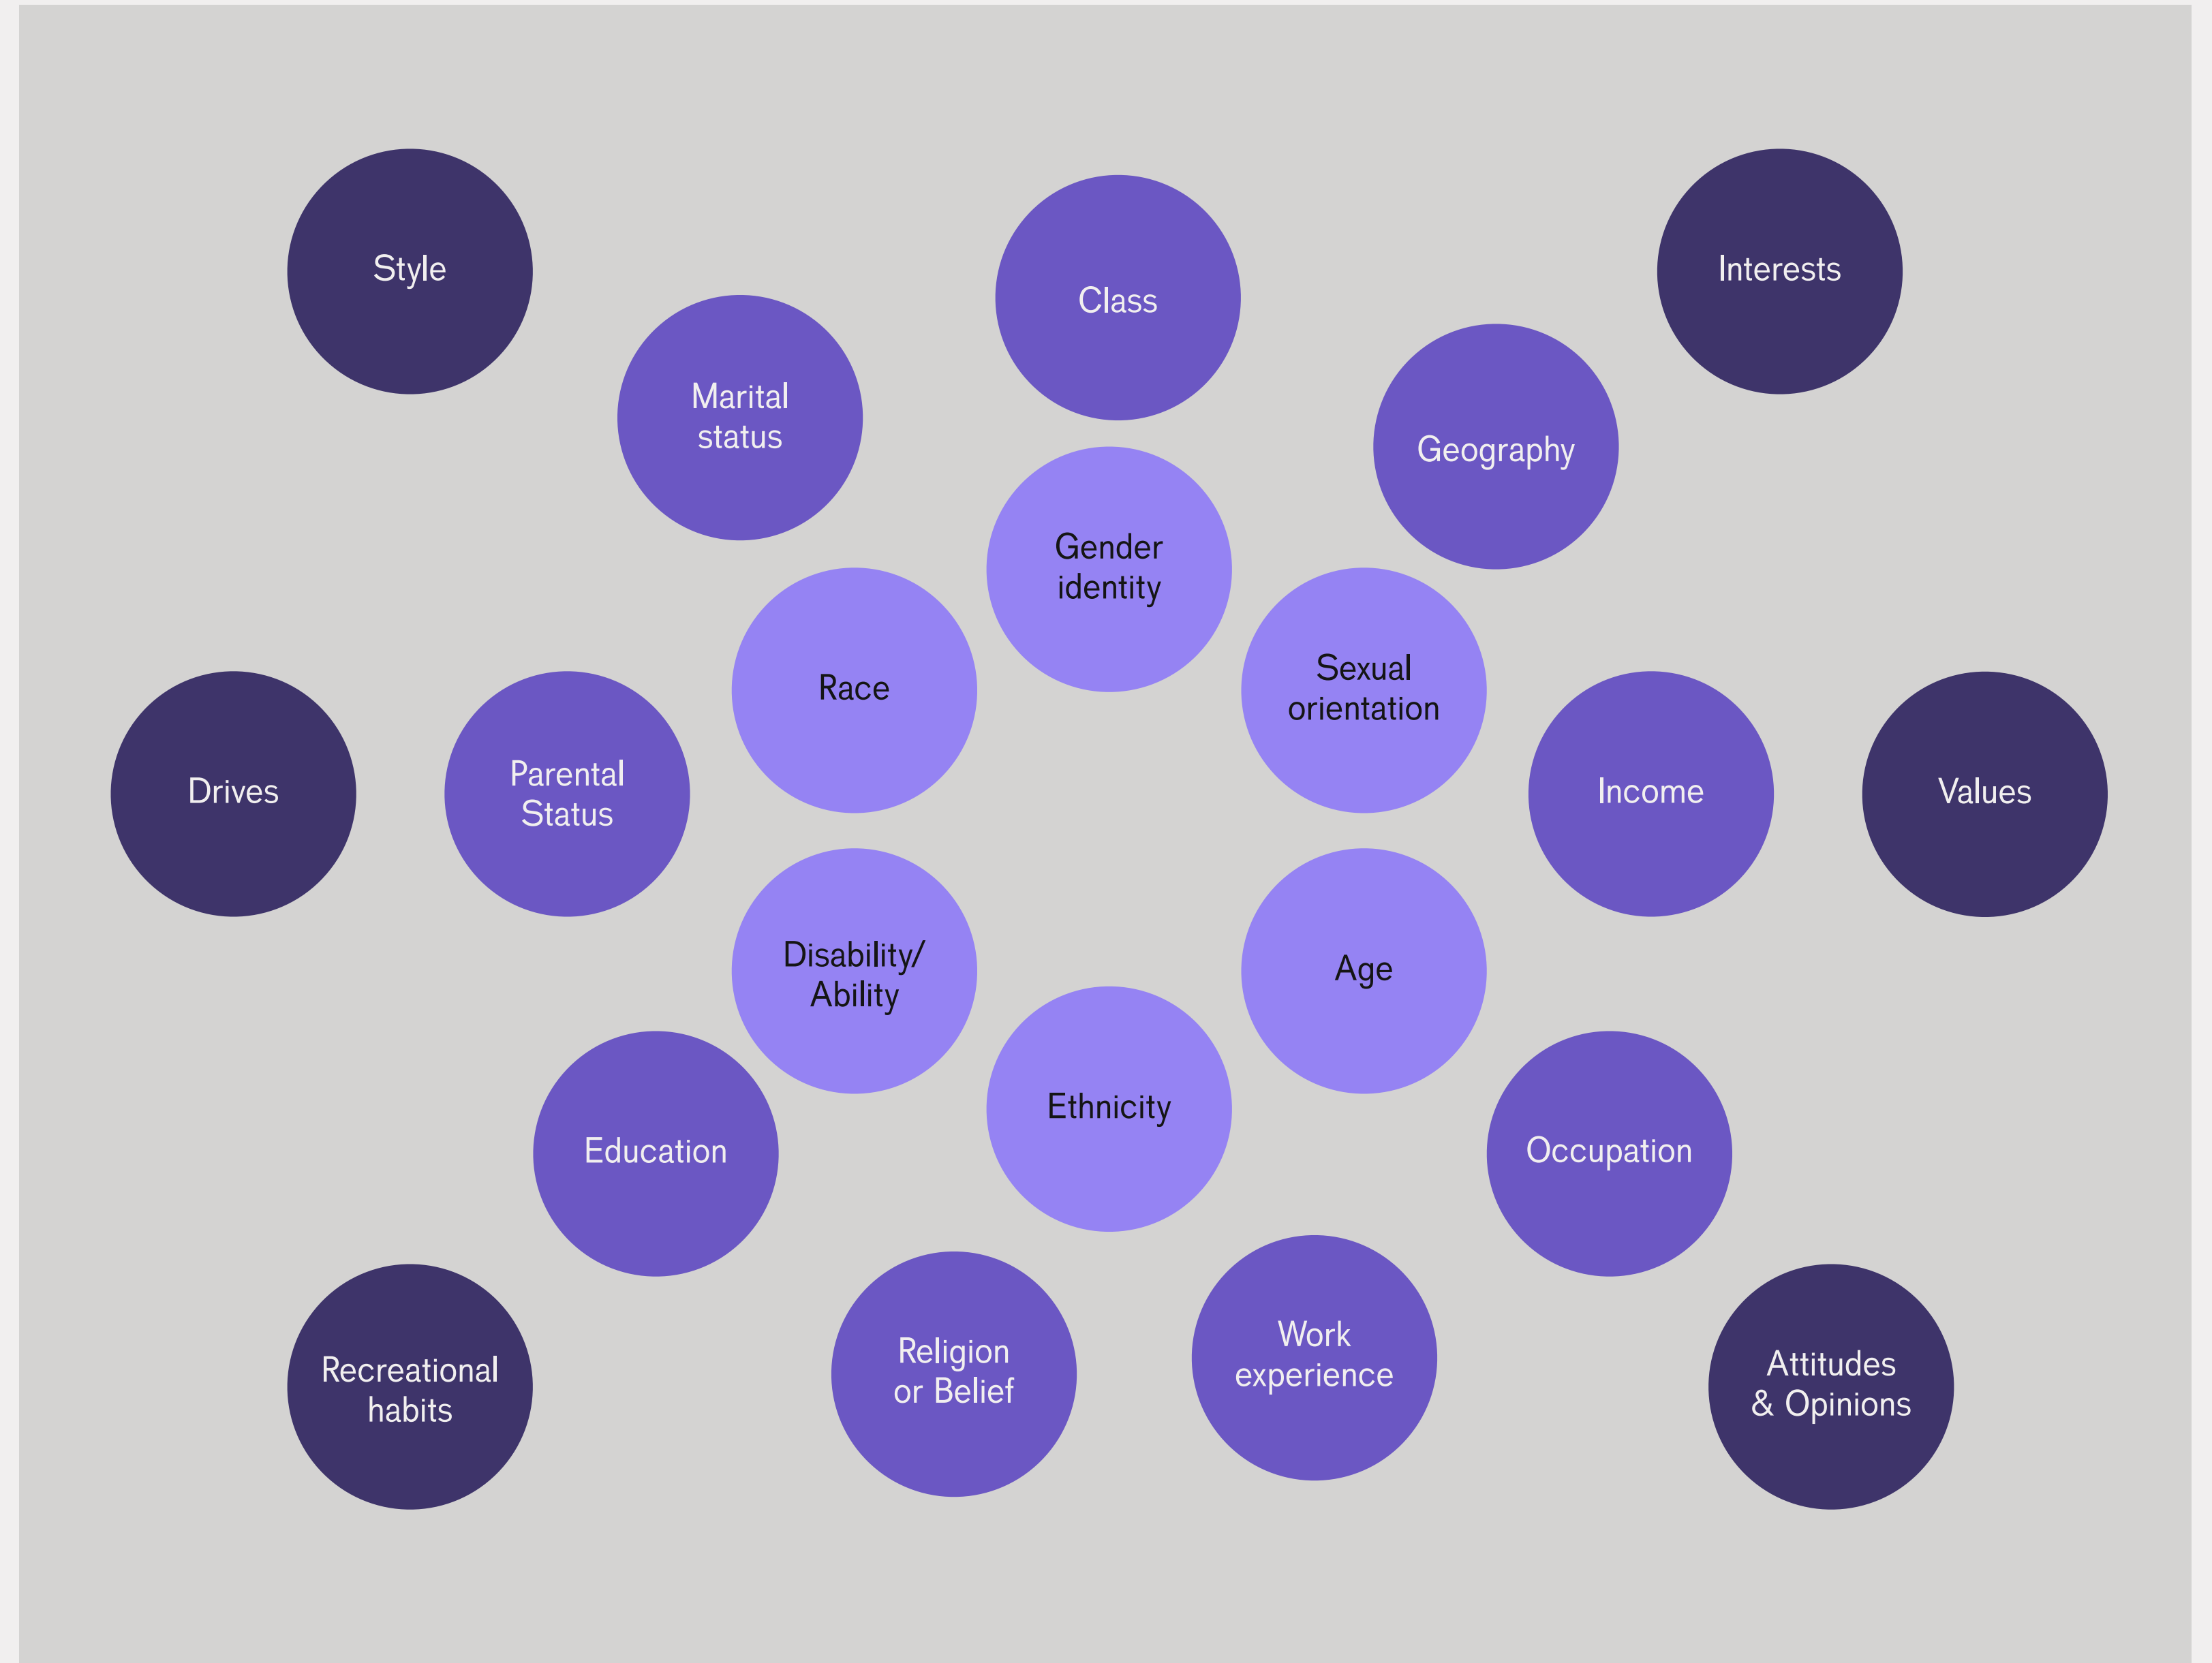 Style
Interests
Class
Marital
status
Geography
Gender
identity
Race
Sexual
orientation
Drives
Parental
Status
Income
Values
Disability/
Ability
Age
Ethnicity
Education
Occupation
Recreational
habits
Religion
or Belief
Work
experience
Attitudes
& Opinions